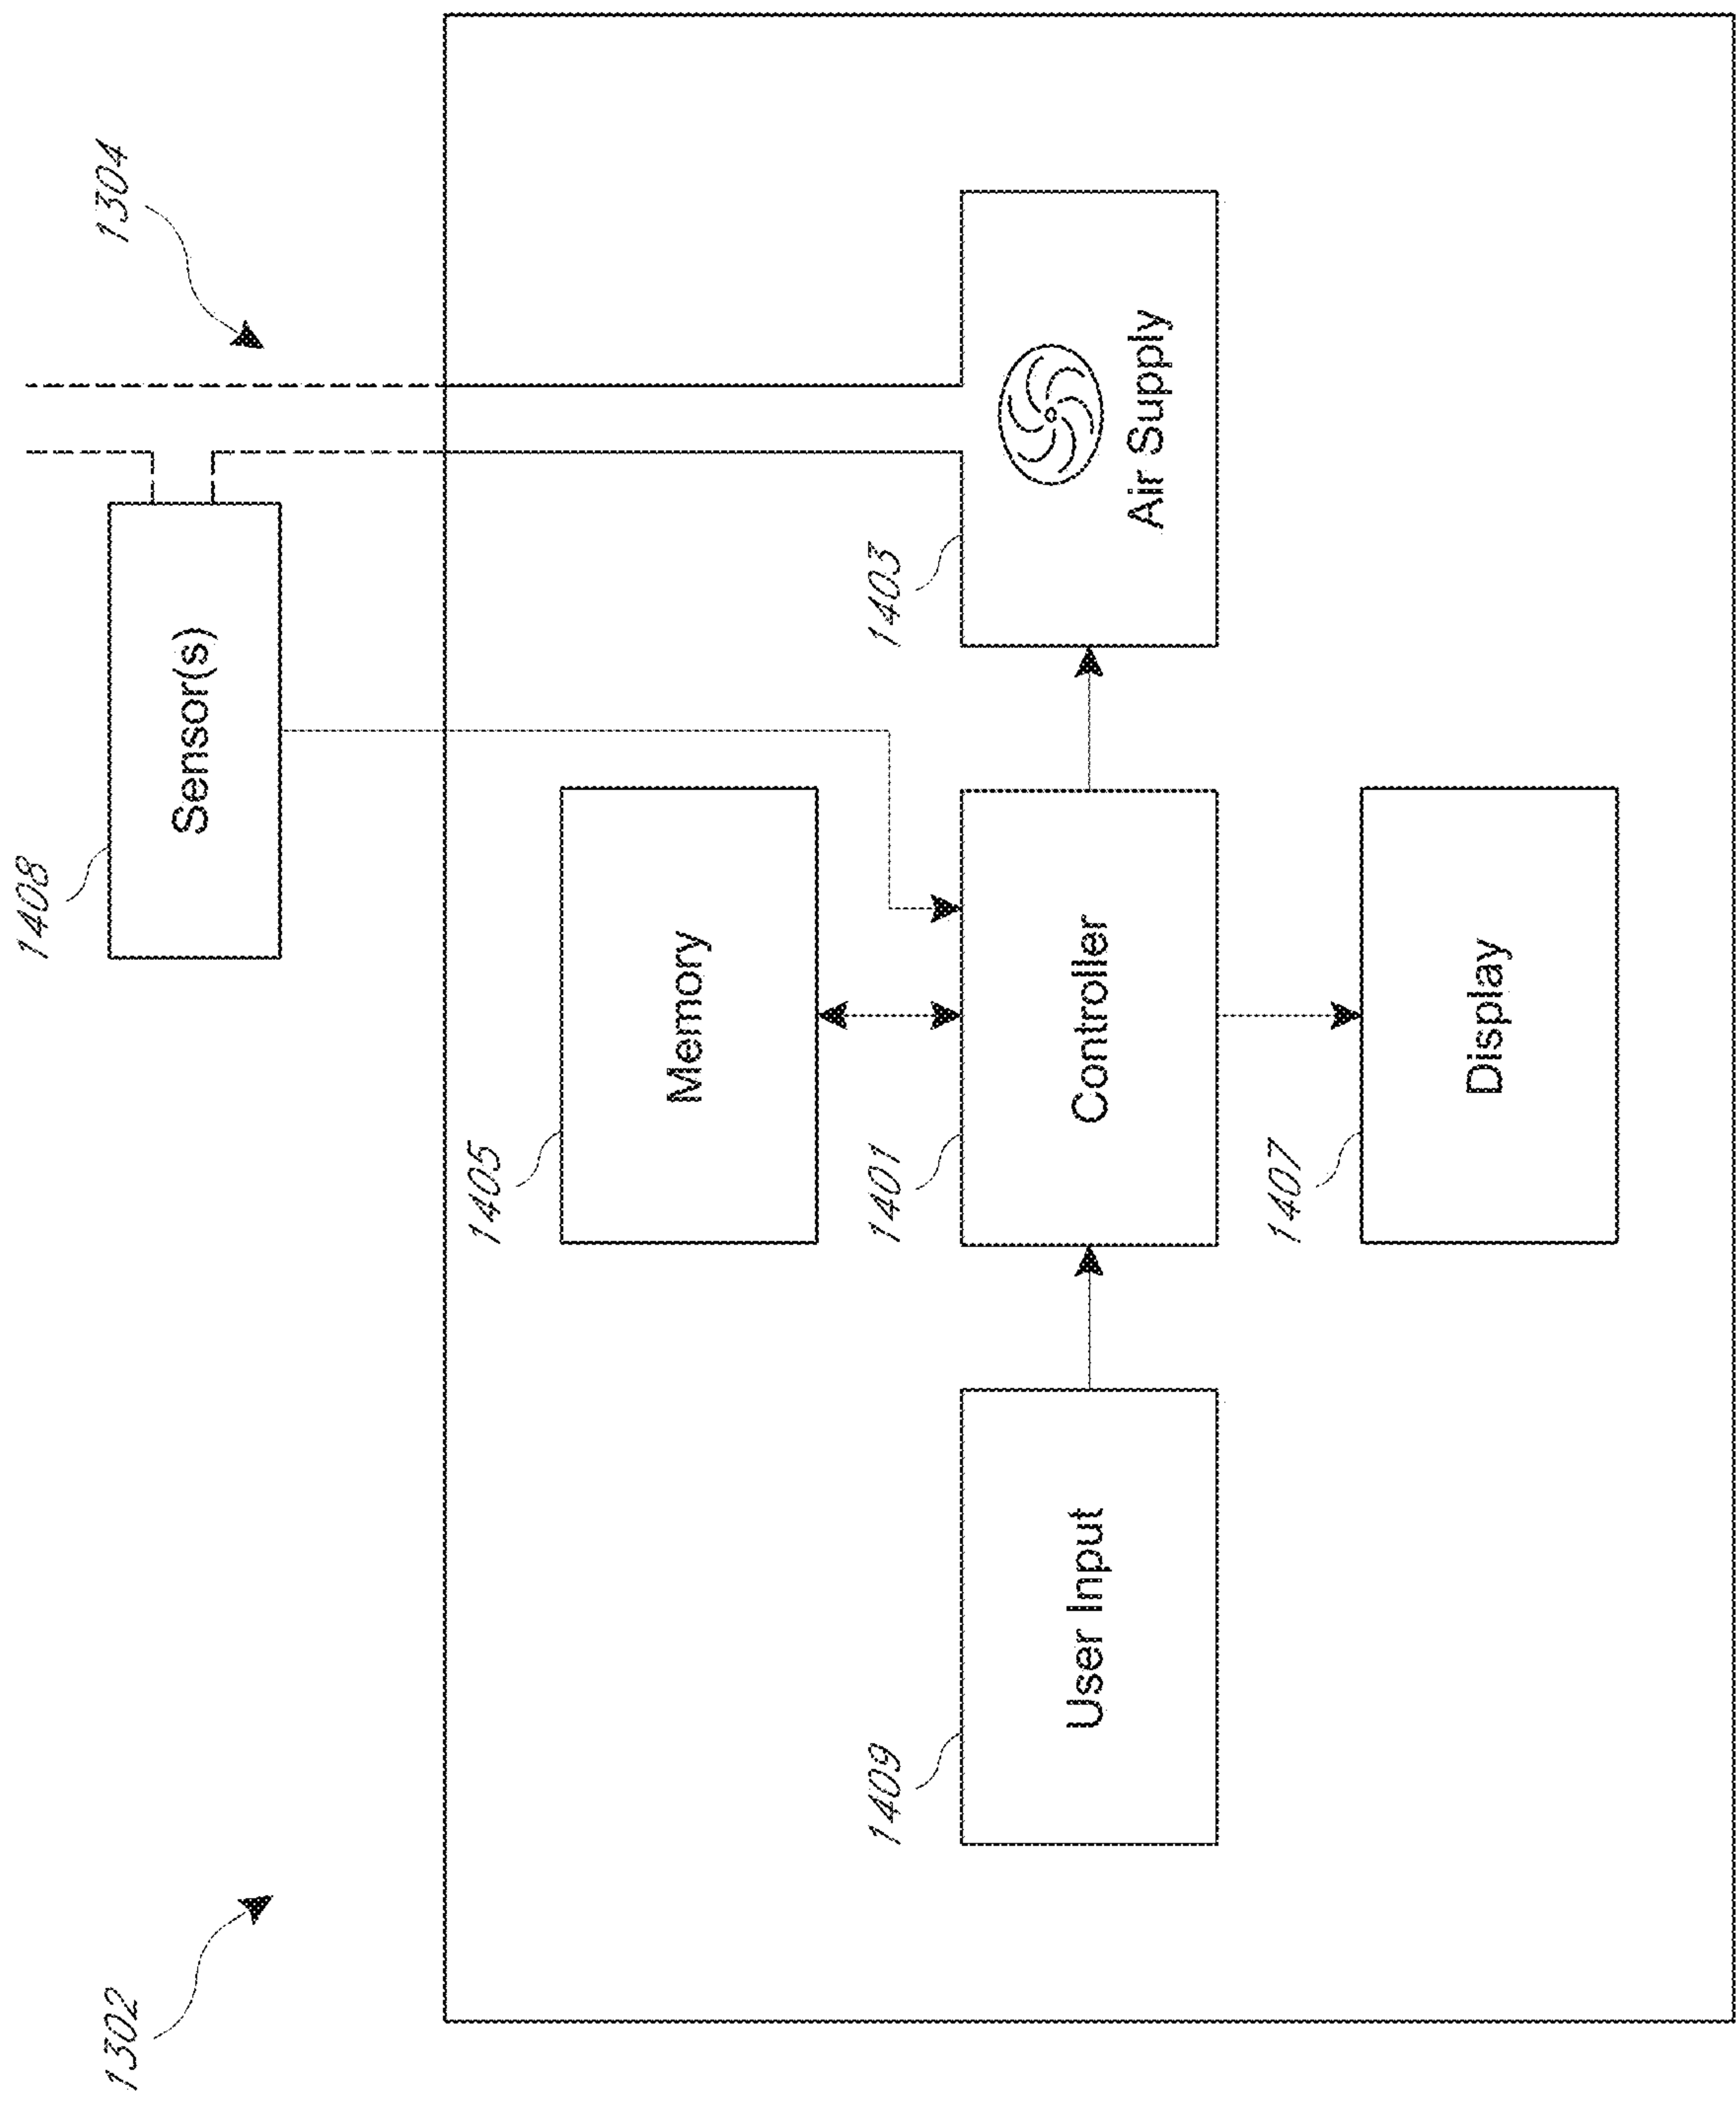 1408
1302
1304
Sensor(s)
1405
Memory
1409
1401
1403
User Input
Controller
Air Supply
1407
Display